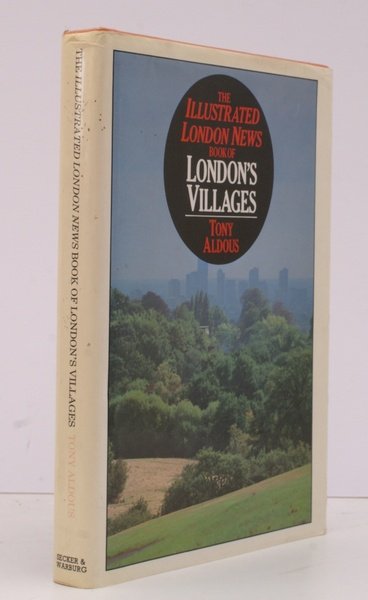 THE
ILLUSTRATED
LONDON NEWS
BOOK OF
LONDON'S
VILLAGES
TONY
ALDOUS
THE ILLUSTRATED LONDON NEWS BOOK OF LONDON'S VILLAGES TONY ALDOUS
SECKER &
WARBURG